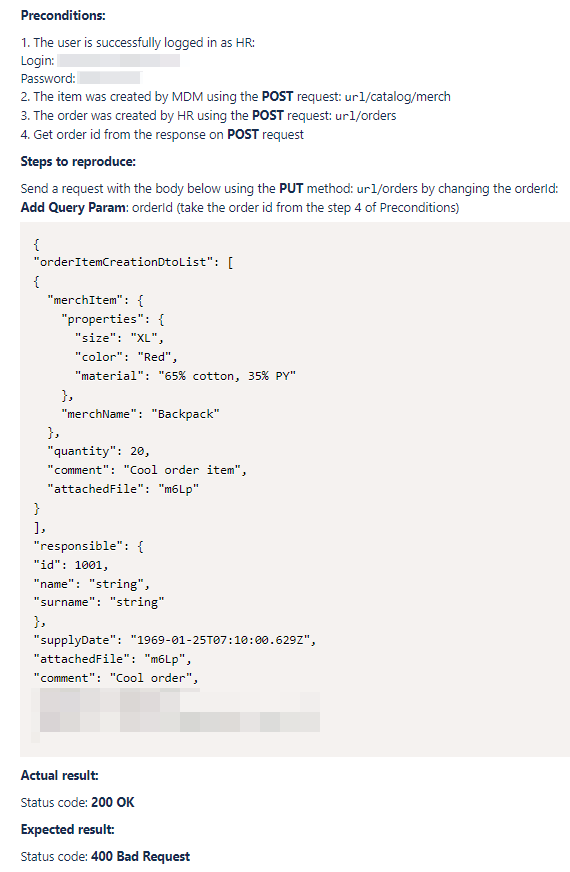 Preconditions:
1. The user is successfully logged in as HR:
Login:
Password:
2. The item was created by MDM using the POST request: url/catalog/merch
3. The order was created by HR using the POST request: url/orders
4. Get order id from the response on POST request
Steps to reproduce:
Send a request with the body below using the PUT method: url/orders by changing the orderId:
Add Query Param: orderId (take the order id from the step 4 of Preconditions)
{
"orderItemCreationDtoList": [
{
"merchItem": {
"properties": {
"size": "XL",
"color": "Red",
"material": "65% cotton, 35% PY"
},
"merchName": "Backpack"
},
"quantity": 20,
"comment": "Cool order item",
"attachedFile": "m6Lp"
}
],
"responsible": {
"id": 1001,
"name": "string",
"surname": "string"
},
"supplyDate": "1969-01-25T07:10:00.629Z",
"attachedFile": "m6Lp",
"comment": "Cool order",
Actual result:
Status code: 200 OK
Expected result:
Status code: 400 Bad Request